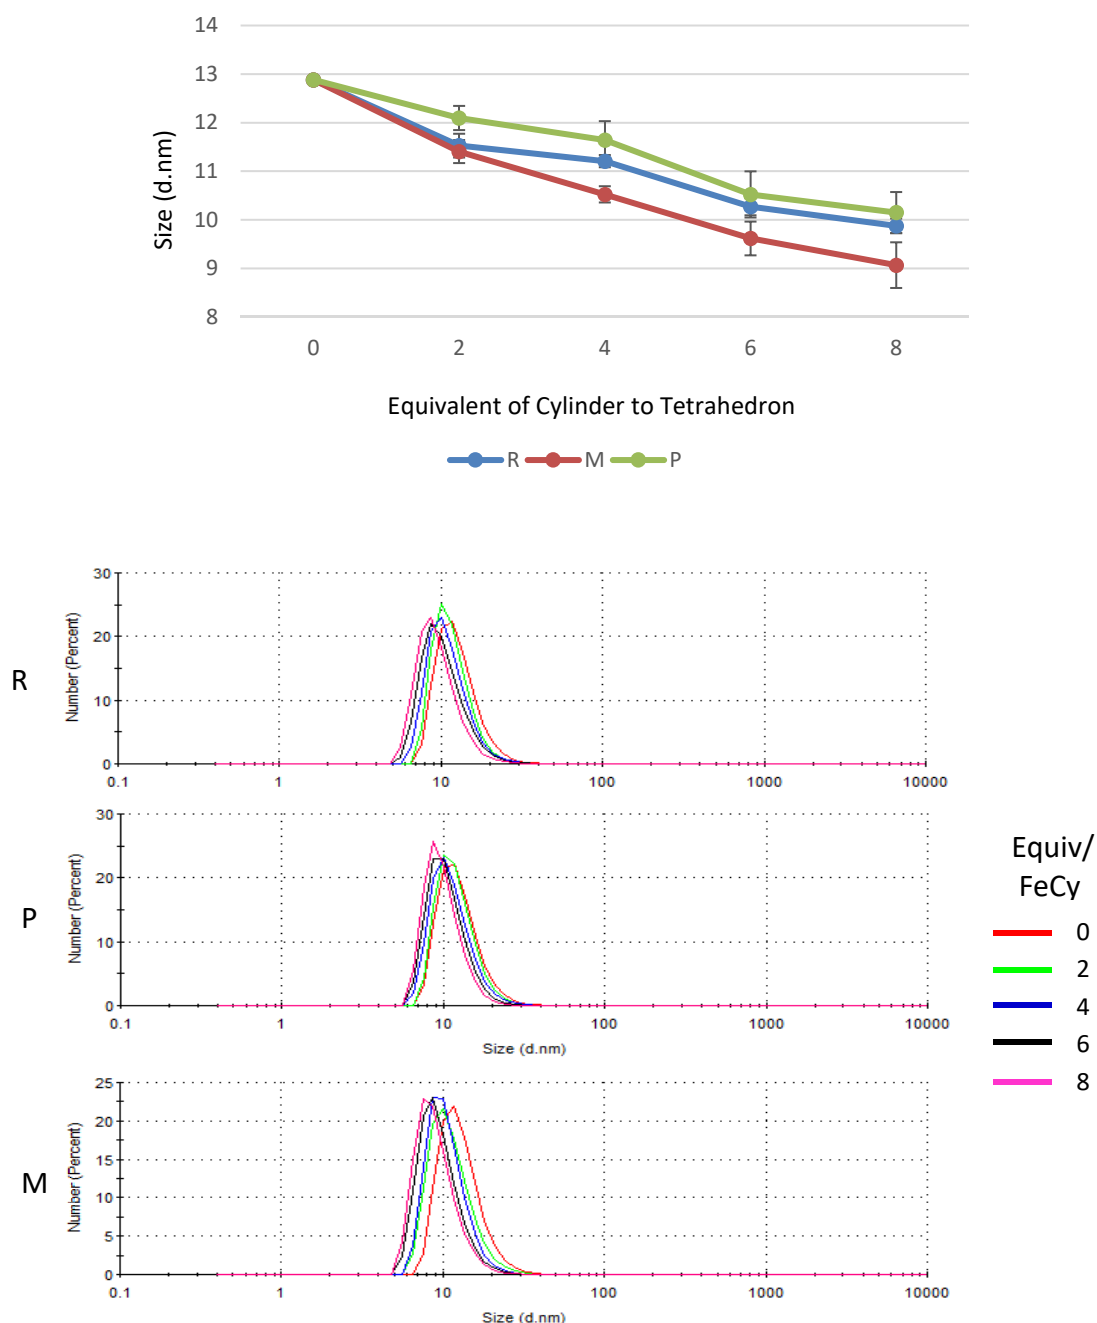 14
13
12
11
10
9
8
Size (d.nm)
0 2 4 6 8
Equivalent of Cylinder to Tetrahedron
R M P
R
Number (Percent)
30
20
10
0
0.1 1 10 100 1000 10000
P
Number (Percent)
30
20
10
0
0.1 1 10 100 1000 10000
Size (d.nm)
M
Number (Percent)
25
20
15
10
5
0
0.1 1 10 100 1000 10000
Size (d.nm)
Equiv/
FeCy
0
2
4
6
8